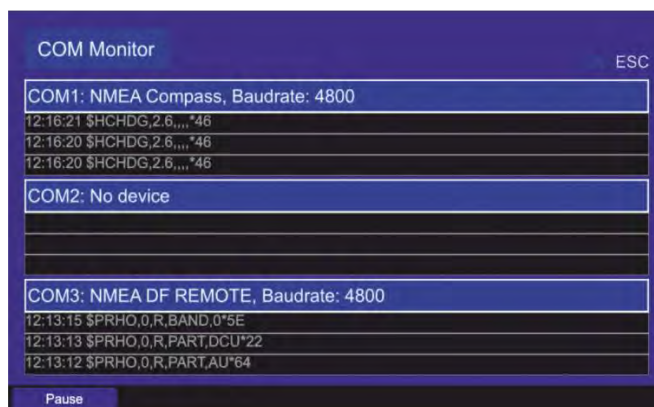 COM Monitor
ESC
COM1: NMEA Compass, Baudrate: 4800
12:16:21 $HCHDG,2.6,,,,*46
12:16:20 $HCHDG,2.6,,,,*46
12:16:20 $HCHDG,2.6,,,,*46
COM2: No device
COM3: NMEA DF REMOTE, Baudrate: 4800
12:13:15 $PRHO,0,R,BAND,0*5E
12:13:13 $PRHO,0,R,PART,DCU*22
12:13:12 $PRHO,0,R,PART,AU*64
Pause